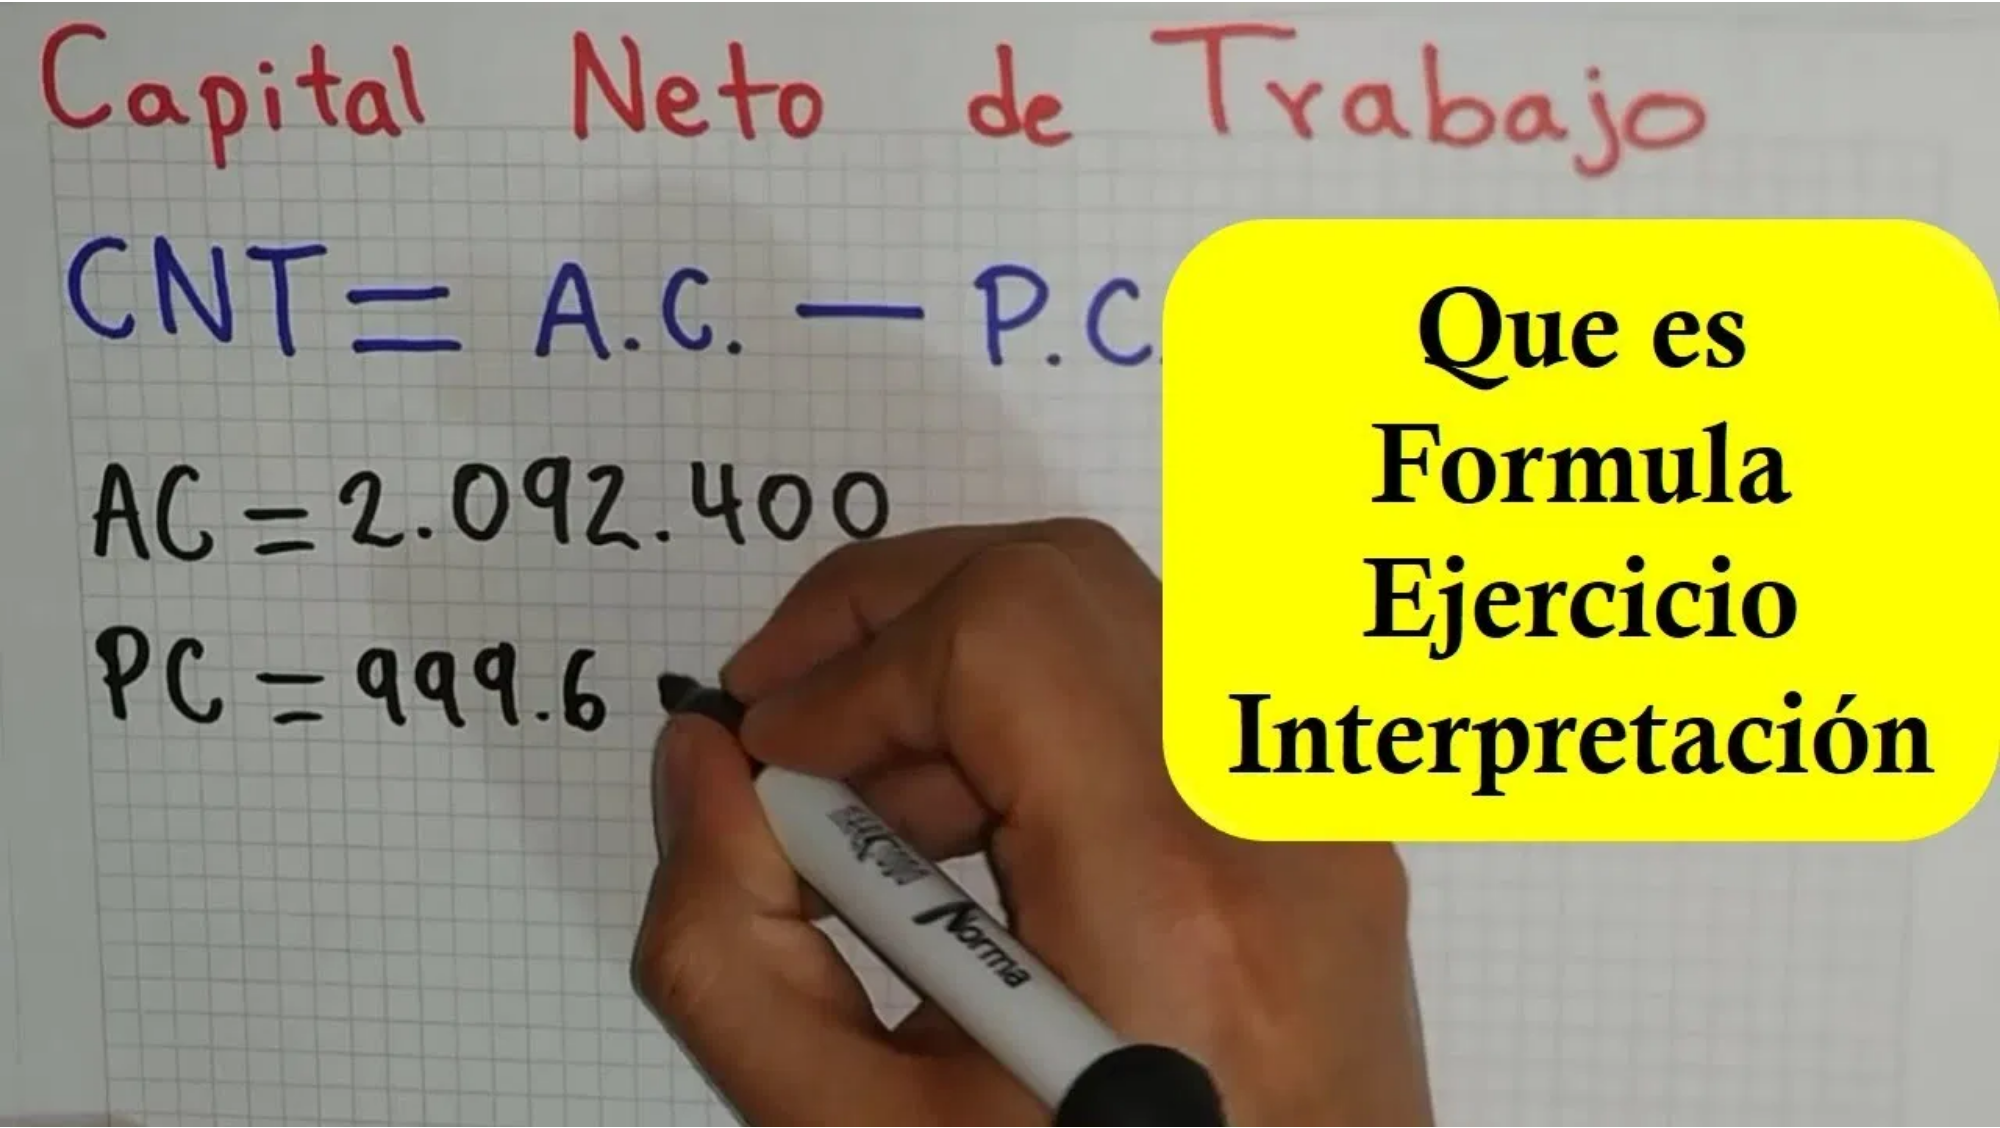 Capital Neto de Trabajo
CNT = A.C. — P.C.
AC = 2.092.400
PC = 999.6
Que es
Formula
Ejercicio
Interpretación
Norma